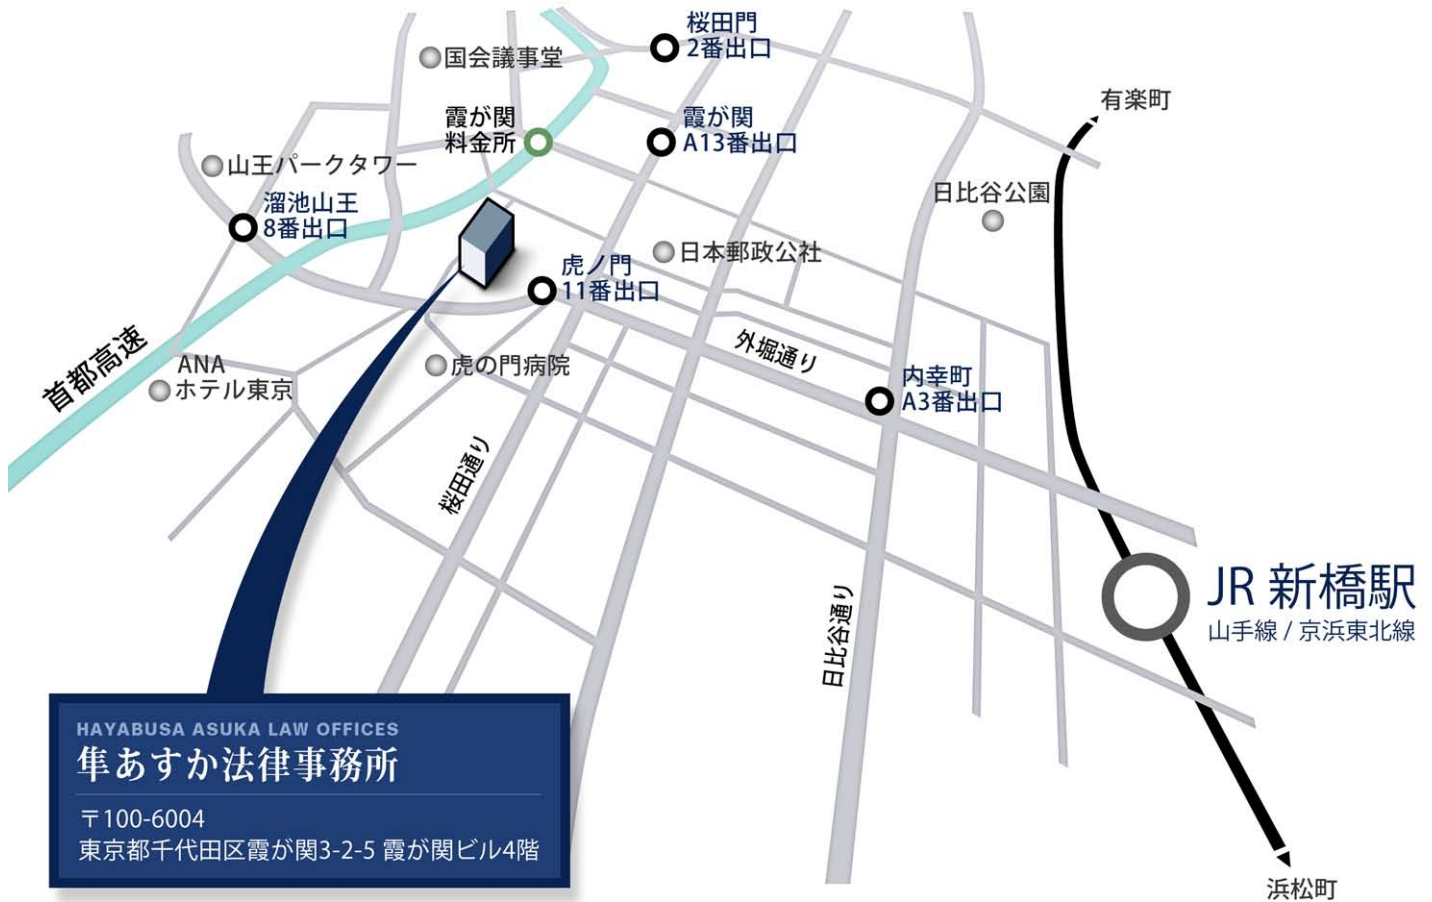 桜田門
2番出口
国会議事堂
有楽町
霞が関
料金所
霞が関
A13番出口
山王パークタワー
日比谷公園
溜池山王
8番出口
日本郵政公社
虎ノ門
11番出口
首都高速
外堀通り
ANA
ホテル東京
虎の門病院
内幸町
A3番出口
桜田通り
日比谷通り
JR 新橋駅
山手線 / 京浜東北線
HAYABUSA ASUKA LAW OFFICES
隼あすか法律事務所
〒100-6004
東京都千代田区霞が関3-2-5 霞が関ビル4階
浜松町